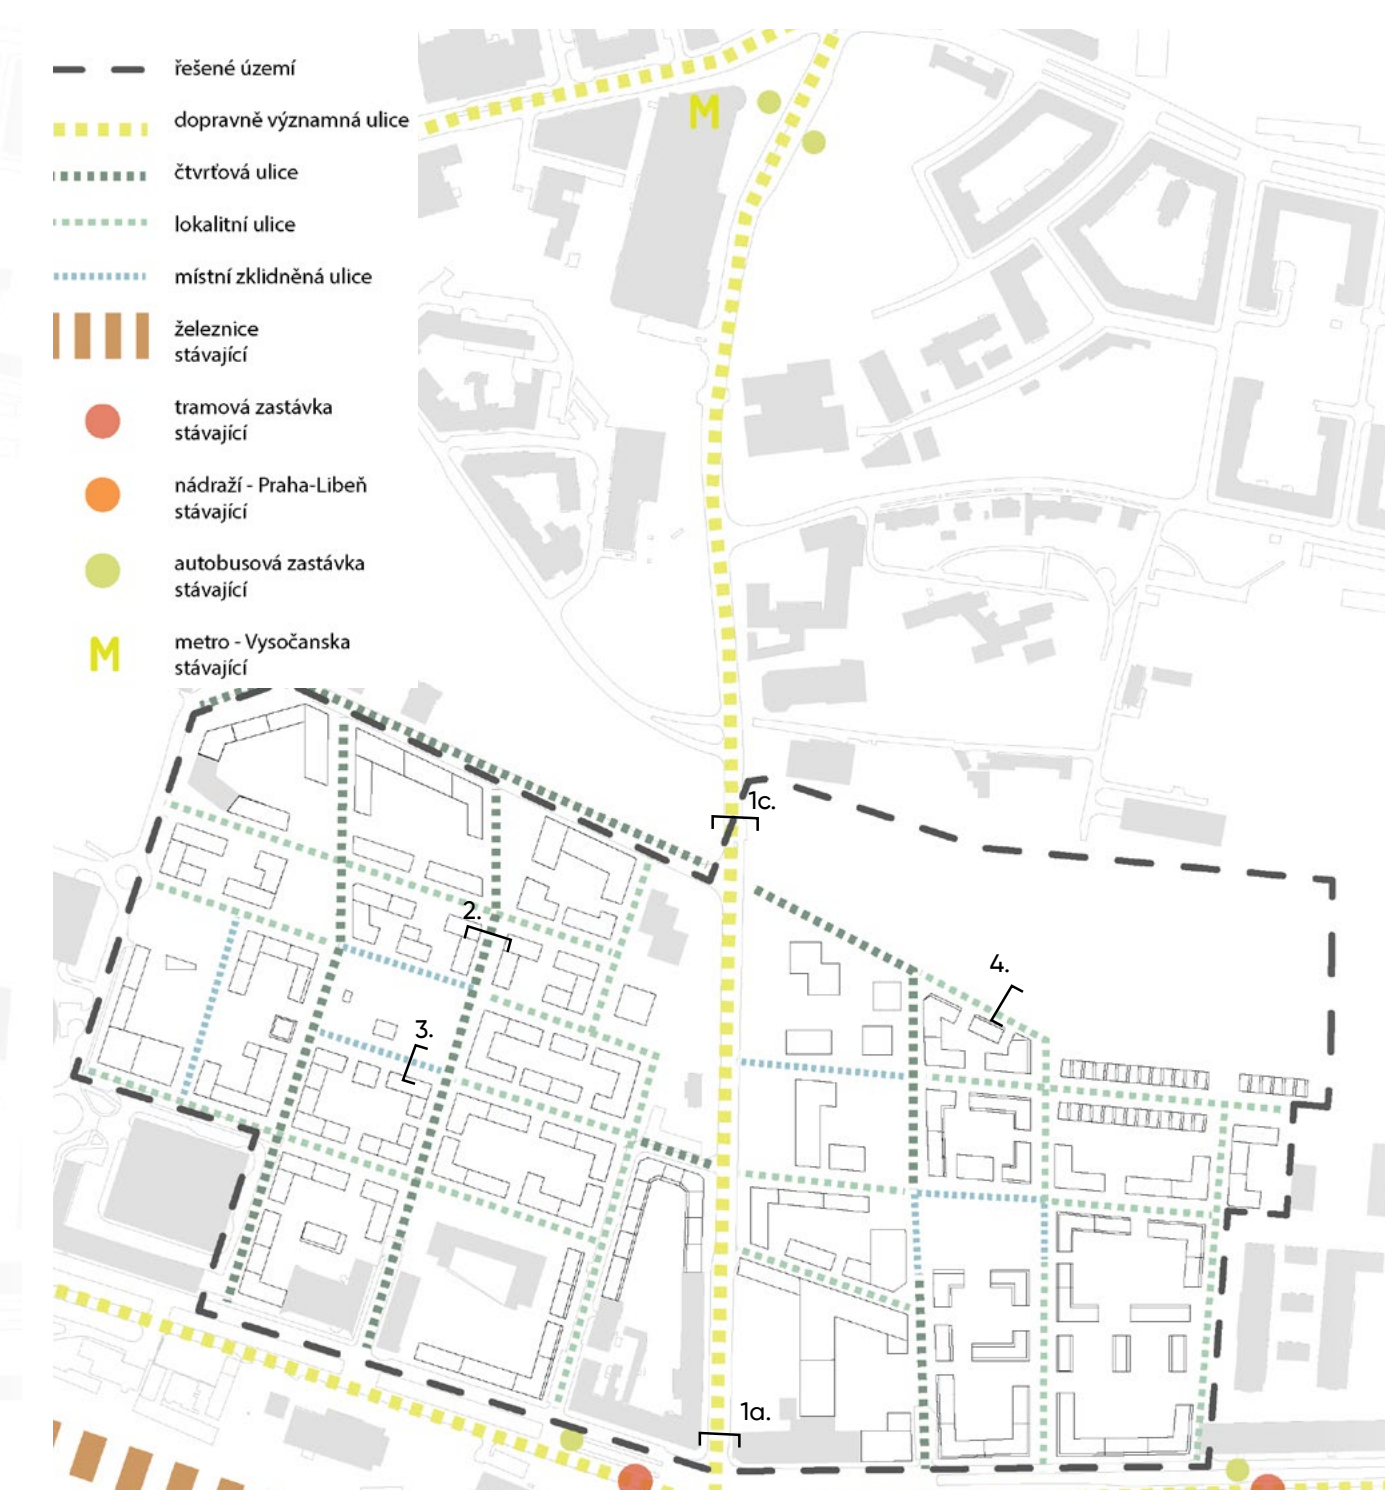 řešené území
dopravně významná ulice
čtvrťová ulice
lokalitní ulice
místní zklidněná ulice
železnice
stávající
tramová zastávka
stávající
nádraží - Praha-Libeň
stávající
autobusová zastávka
stávající
M
metro - Vysočanska
stávající
M
1c.
2.
4.
3.
1a.